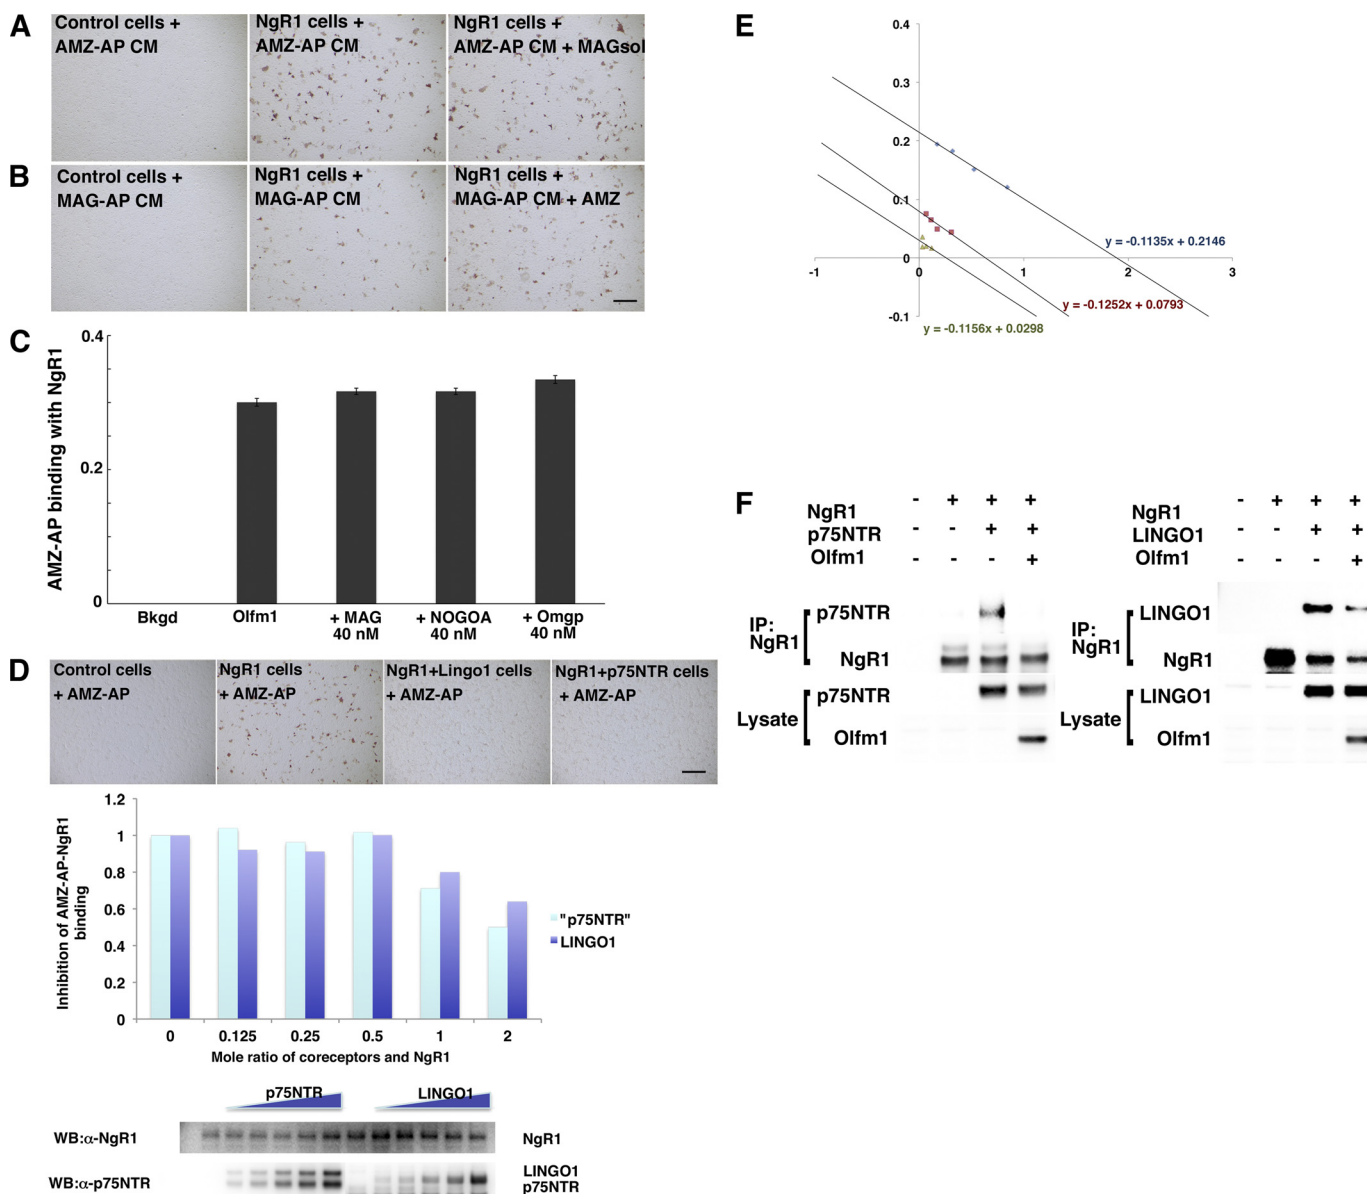 A
Control cells +
AMZ-AP CM
NgR1 cells +
AMZ-AP CM
NgR1 cells +
AMZ-AP CM + MAGsol
B
Control cells +
MAG-AP CM
NgR1 cells +
MAG-AP CM
NgR1 cells +
MAG-AP CM + AMZ
C
AMZ-AP binding with NgR1
0.4
0.2
0
Bkgd
Olfm1
+ MAG
40 nM
+ NOGOA
40 nM
+ Omgp
40 nM
D
Control cells
+ AMZ-AP
NgR1 cells
+ AMZ-AP
NgR1+Lingo1 cells
+ AMZ-AP
NgR1+p75NTR cells
+ AMZ-AP
Inhibition of AMZ-AP-NgR1
binding
1.2
1
0.8
0.6
0.4
0.2
0
0 0.125 0.25 0.5 1 2
Mole ratio of coreceptors and NgR1
"p75NTR"
LINGO1
p75NTR
LINGO1
WB:α-NgR1
NgR1
WB:α-p75NTR
LINGO1
p75NTR
E
0.4
0.3
0.2
0.1
0
-0.1
-1 0 1 2 3
y = -0.1135x + 0.2146
y = -0.1252x + 0.0793
y = -0.1156x + 0.0298
F
NgR1 - + + +
p75NTR - - + +
Olfm1 - - - +
IP:
NgR1
p75NTR
NgR1
Lysate
p75NTR
Olfm1
NgR1 - + + +
LINGO1 - - + +
Olfm1 - - - +
IP:
NgR1
LINGO1
NgR1
Lysate
LINGO1
Olfm1